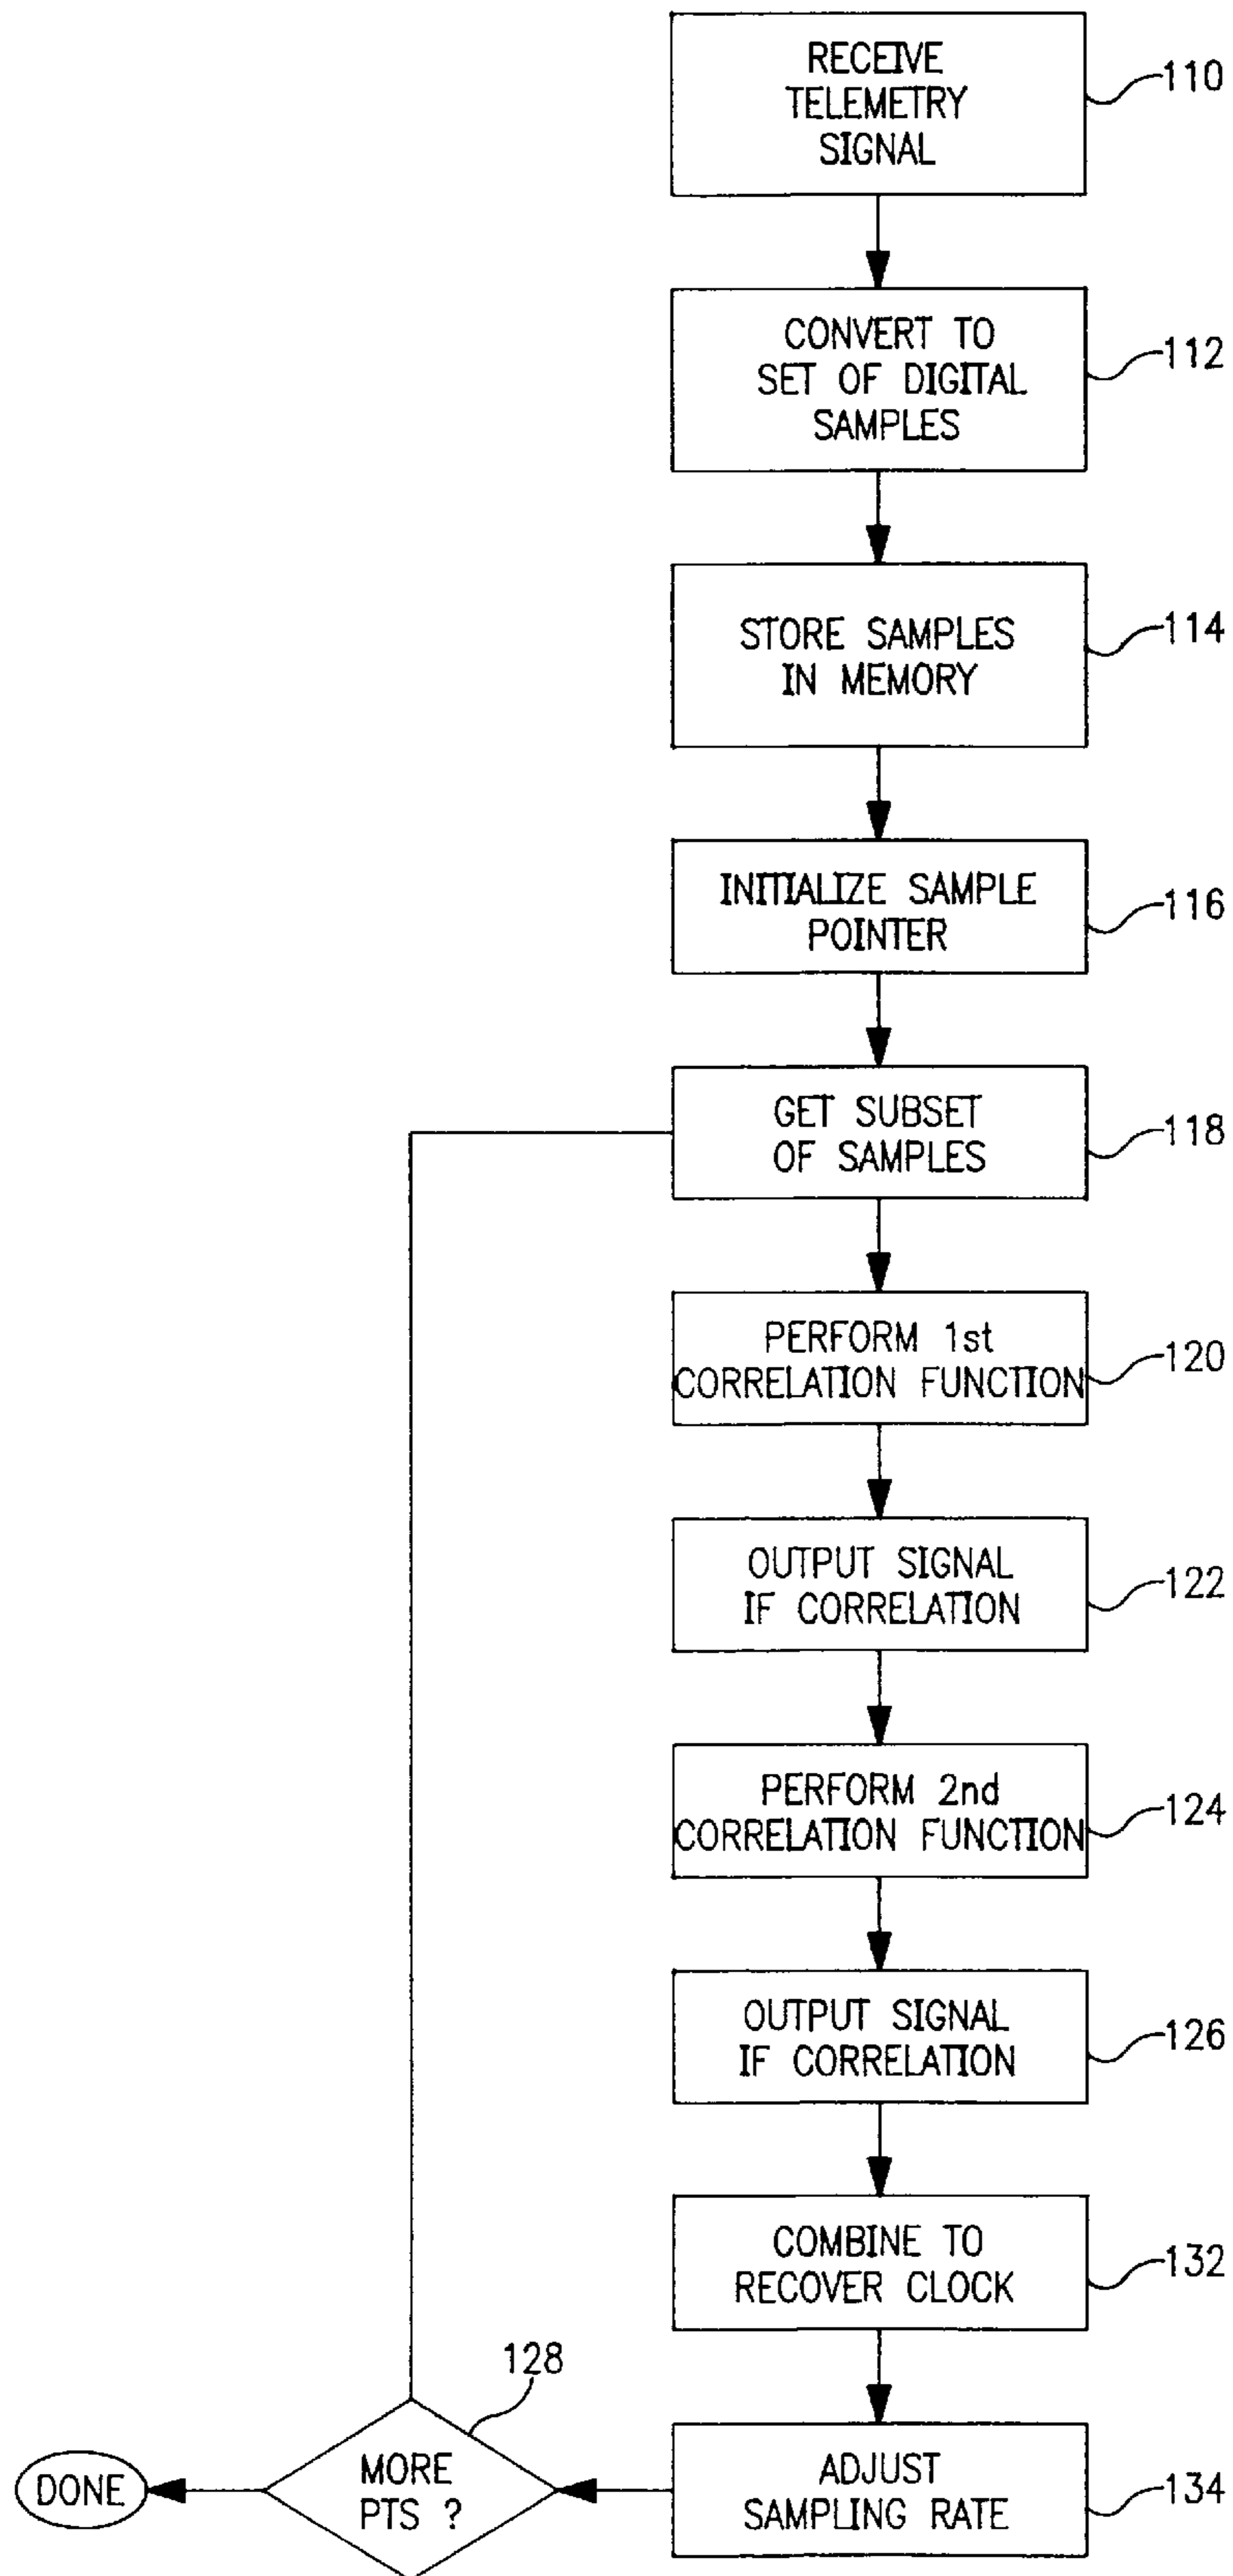 RECEIVE
TELEMETRY
SIGNAL
110
CONVERT TO
SET OF DIGITAL
SAMPLES
112
STORE SAMPLES
IN MEMORY
114
INITIALIZE SAMPLE
POINTER
116
GET SUBSET
OF SAMPLES
118
PERFORM 1st
CORRELATION FUNCTION
120
OUTPUT SIGNAL
IF CORRELATION
122
PERFORM 2nd
CORRELATION FUNCTION
124
OUTPUT SIGNAL
IF CORRELATION
126
COMBINE TO
RECOVER CLOCK
132
ADJUST
SAMPLING RATE
134
128
MORE
PTS ?
DONE